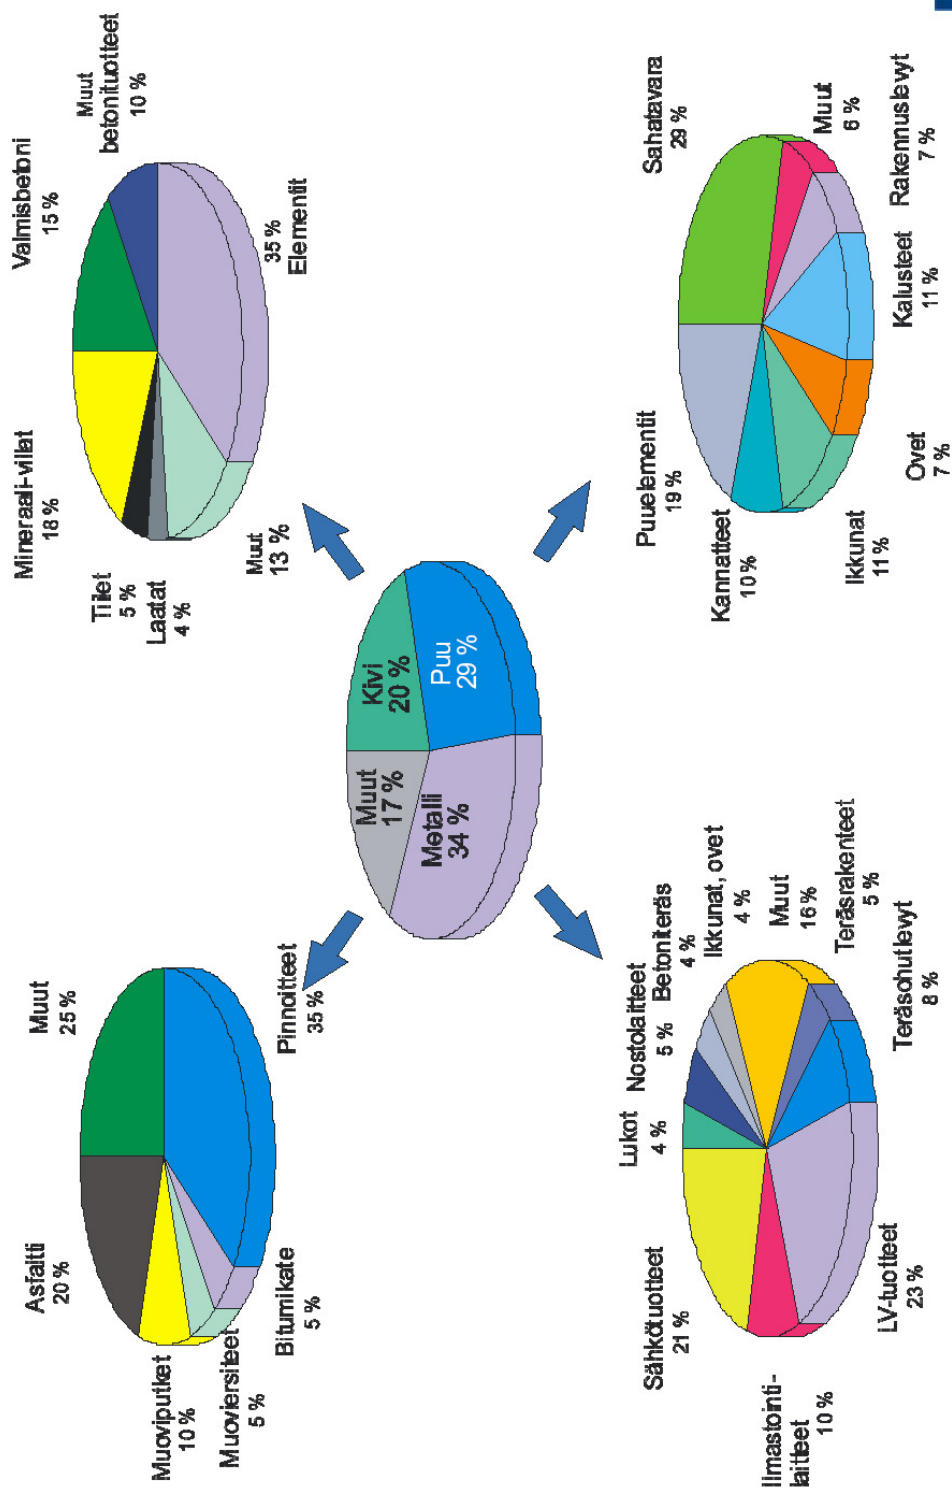 Muut
25 %
Asfaltti
20 %
Muoviputket
10 %
Muoviersiteet
5 %
Bitumikate
5 %
Pinnoitteet
35 %
Valmisbetoni
15 %
Muut
betonituotteet
10 %
Mineraali-villat
18 %
Tiilet
5 %
Laatat
4 %
Muut
13 %
35 %
Elementit
Kivi
20 %
Muut
17 %
Puu
29 %
Metalli
34 %
Sähkötuotteet
21 %
Lukot
4 %
Nostolaitteet
5 %
Betoniteräs
4 %
Ikkunat, ovet
4 %
Muut
16 %
Teräsrakenteet
5 %
Teräsohutlevyt
8 %
LV-tuotteet
23 %
Ilmastointi-
laitteet
10 %
Puuelementit
19 %
Sahatavara
29 %
Muut
6 %
Rakennuslevyt
7 %
Kalusteet
11 %
Ovet
7 %
Ikkunat
11%
Kannatteet
10%